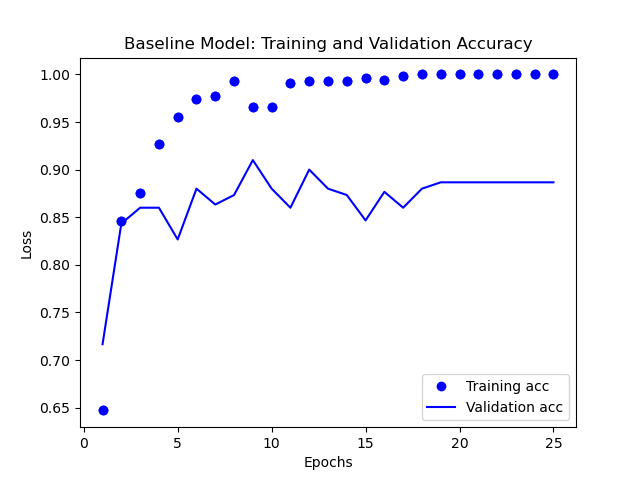 Baseline Model: Training and Validation Accuracy
1.00
0.95
0.90
0.85
0.80
0.75
0.70
0.65
Loss
0
5
10
15
20
25
Epochs
Training acc
Validation acc